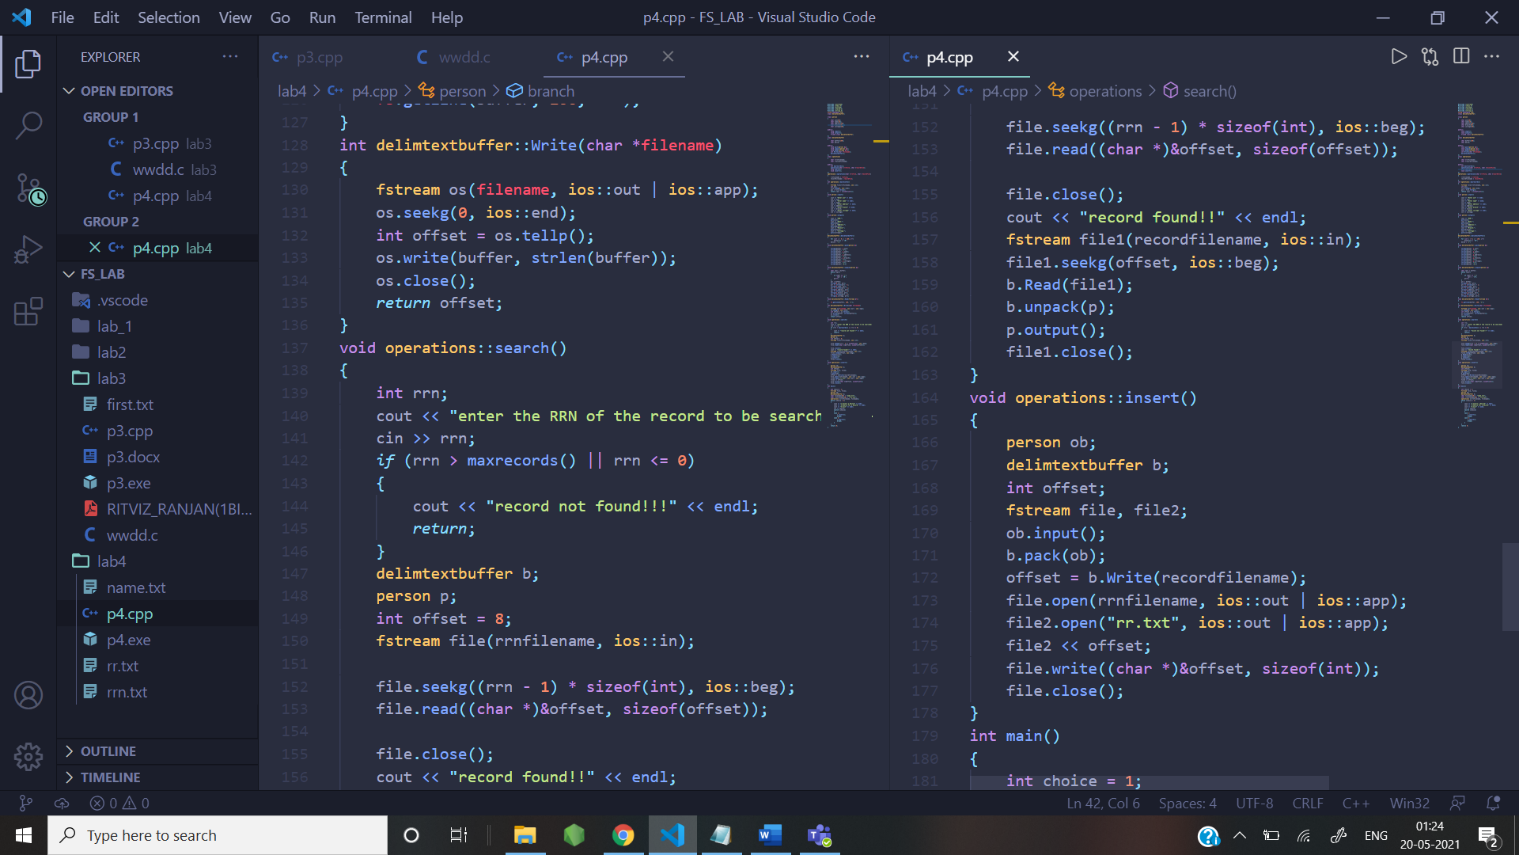 File Edit Selection View Go Run Terminal Help
p4.cpp - FS_LAB - Visual Studio Code
EXPLORER
OPEN EDITORS
GROUP 1
p3.cpp lab3
wwdd.c lab3
p4.cpp lab4
GROUP 2
p4.cpp lab4
FS_LAB
.vscode
lab_1
lab2
lab3
first.txt
p3.cpp
p3.docx
p3.exe
RITVIZ_RANJAN(1BI...
wwdd.c
lab4
name.txt
p4.cpp
p4.exe
rr.txt
rrn.txt
OUTLINE
TIMELINE
p3.cpp wwdd.c p4.cpp
lab4 > p4.cpp > person > branch
127 }
128 int delimtextbuffer::Write(char *filename)
129 {
130 fstream os(filename, ios::out | ios::app);
131 os.seekg(0, ios::end);
132 int offset = os.tellp();
133 os.write(buffer, strlen(buffer));
134 os.close();
135 return offset;
136 }
137 void operations::search()
138 {
139 int rrn;
140 cout << "enter the RRN of the record to be search
141 cin >> rrn;
142 if (rrn > maxrecords() || rrn <= 0)
143 {
144 cout << "record not found!!!" << endl;
145 return;
146 }
147 delimtextbuffer b;
148 person p;
149 int offset = 8;
150 fstream file(rrnfilename, ios::in);
151
152 file.seekg((rrn - 1) * sizeof(int), ios::beg);
153 file.read((char *)&offset, sizeof(offset));
154
155 file.close();
156 cout << "record found!!" << endl;
p4.cpp
lab4 > p4.cpp > operations > search()
151
152 file.seekg((rrn - 1) * sizeof(int), ios::beg);
153 file.read((char *)&offset, sizeof(offset));
154
155 file.close();
156 cout << "record found!!" << endl;
157 fstream file1(recordfilename, ios::in);
158 file1.seekg(offset, ios::beg);
159 b.Read(file1);
160 b.unpack(p);
161 p.output();
162 file1.close();
163 }
164 void operations::insert()
165 {
166 person ob;
167 delimtextbuffer b;
168 int offset;
169 fstream file, file2;
170 ob.input();
171 b.pack(ob);
172 offset = b.Write(recordfilename);
173 file.open(rrnfilename, ios::out | ios::app);
174 file2.open("rr.txt", ios::out | ios::app);
175 file2 << offset;
176 file.write((char *)&offset, sizeof(int));
177 file.close();
178 }
179 int main()
180 {
181 int choice = 1;
0 0
Ln 42, Col 6 Spaces: 4 UTF-8 CRLF C++ Win32
Type here to search
ENG
01:24
20-05-2021
2